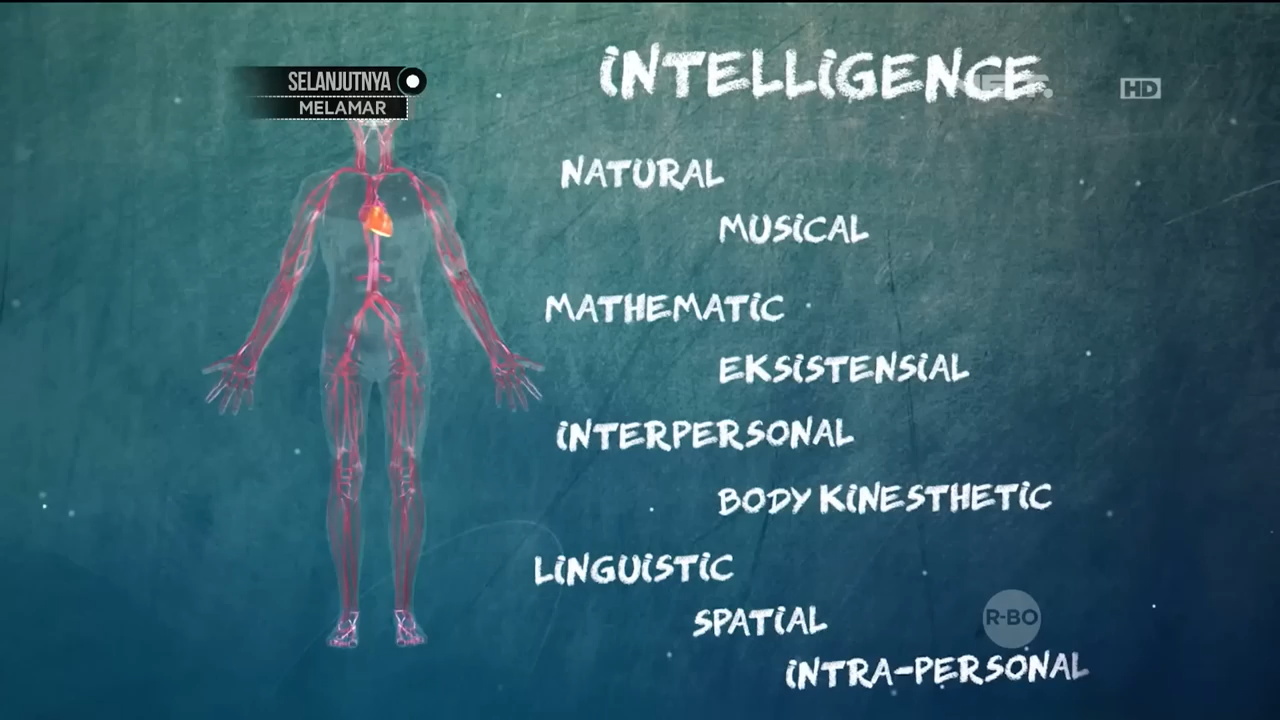 SELANJUTNYA
MELAMAR
INTELLIGENCE
HD
NATURAL
MUSICAL
MATHEMATIC
EKSISTENSIAL
INTERPERSONAL
BODY KINESTHETIC
LINGUISTIC
SPATIAL
R-BO
INTRA-PERSONAL